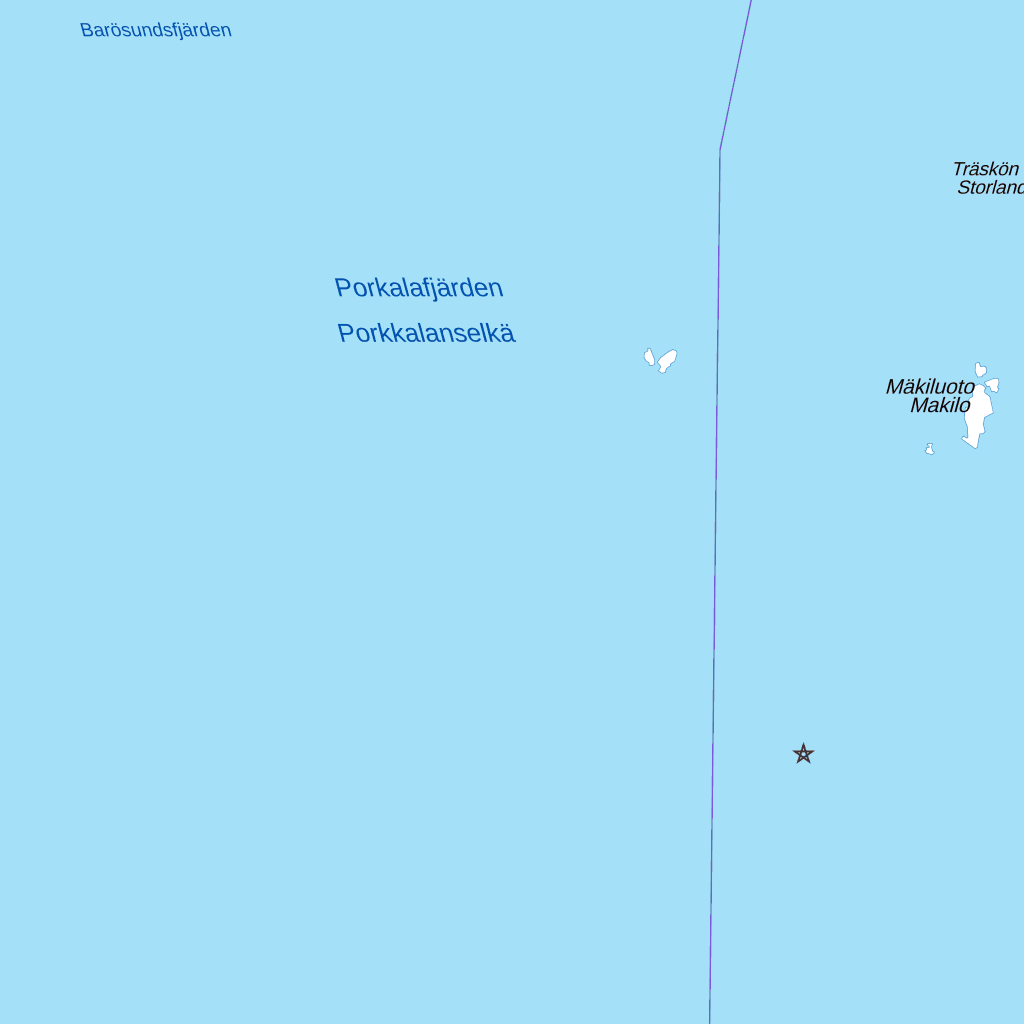 Barösundsfjärden
Träskön
Storland
Porkalafjärden
Porkkalanselkä
Mäkiluoto
Makilo